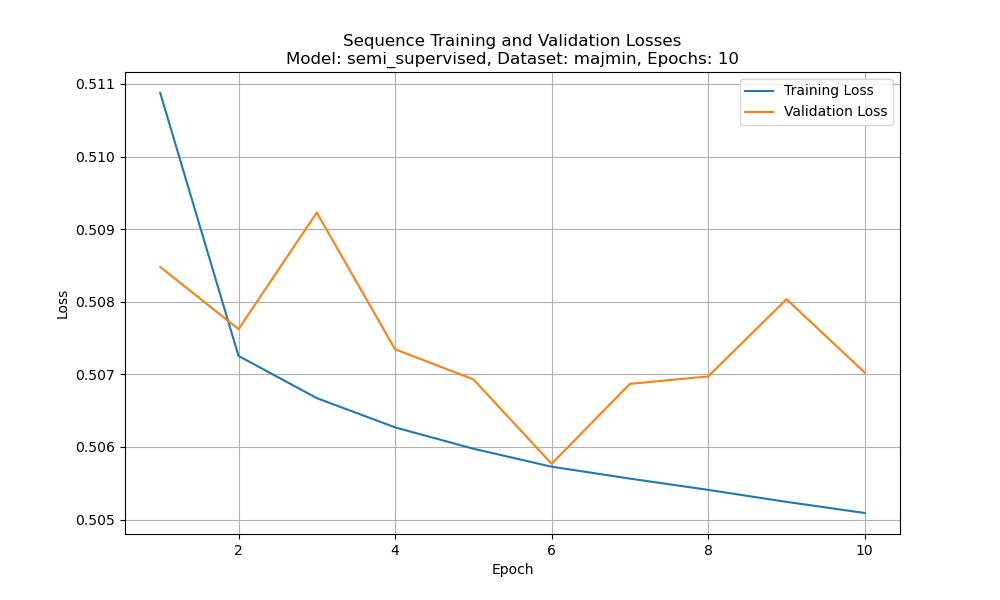 Sequence Training and Validation Losses
Model: semi_supervised, Dataset: majmin, Epochs: 10
Training Loss
Validation Loss
0.511
0.510
0.509
0.508
0.507
0.506
0.505
Loss
2 4 6 8 10
Epoch